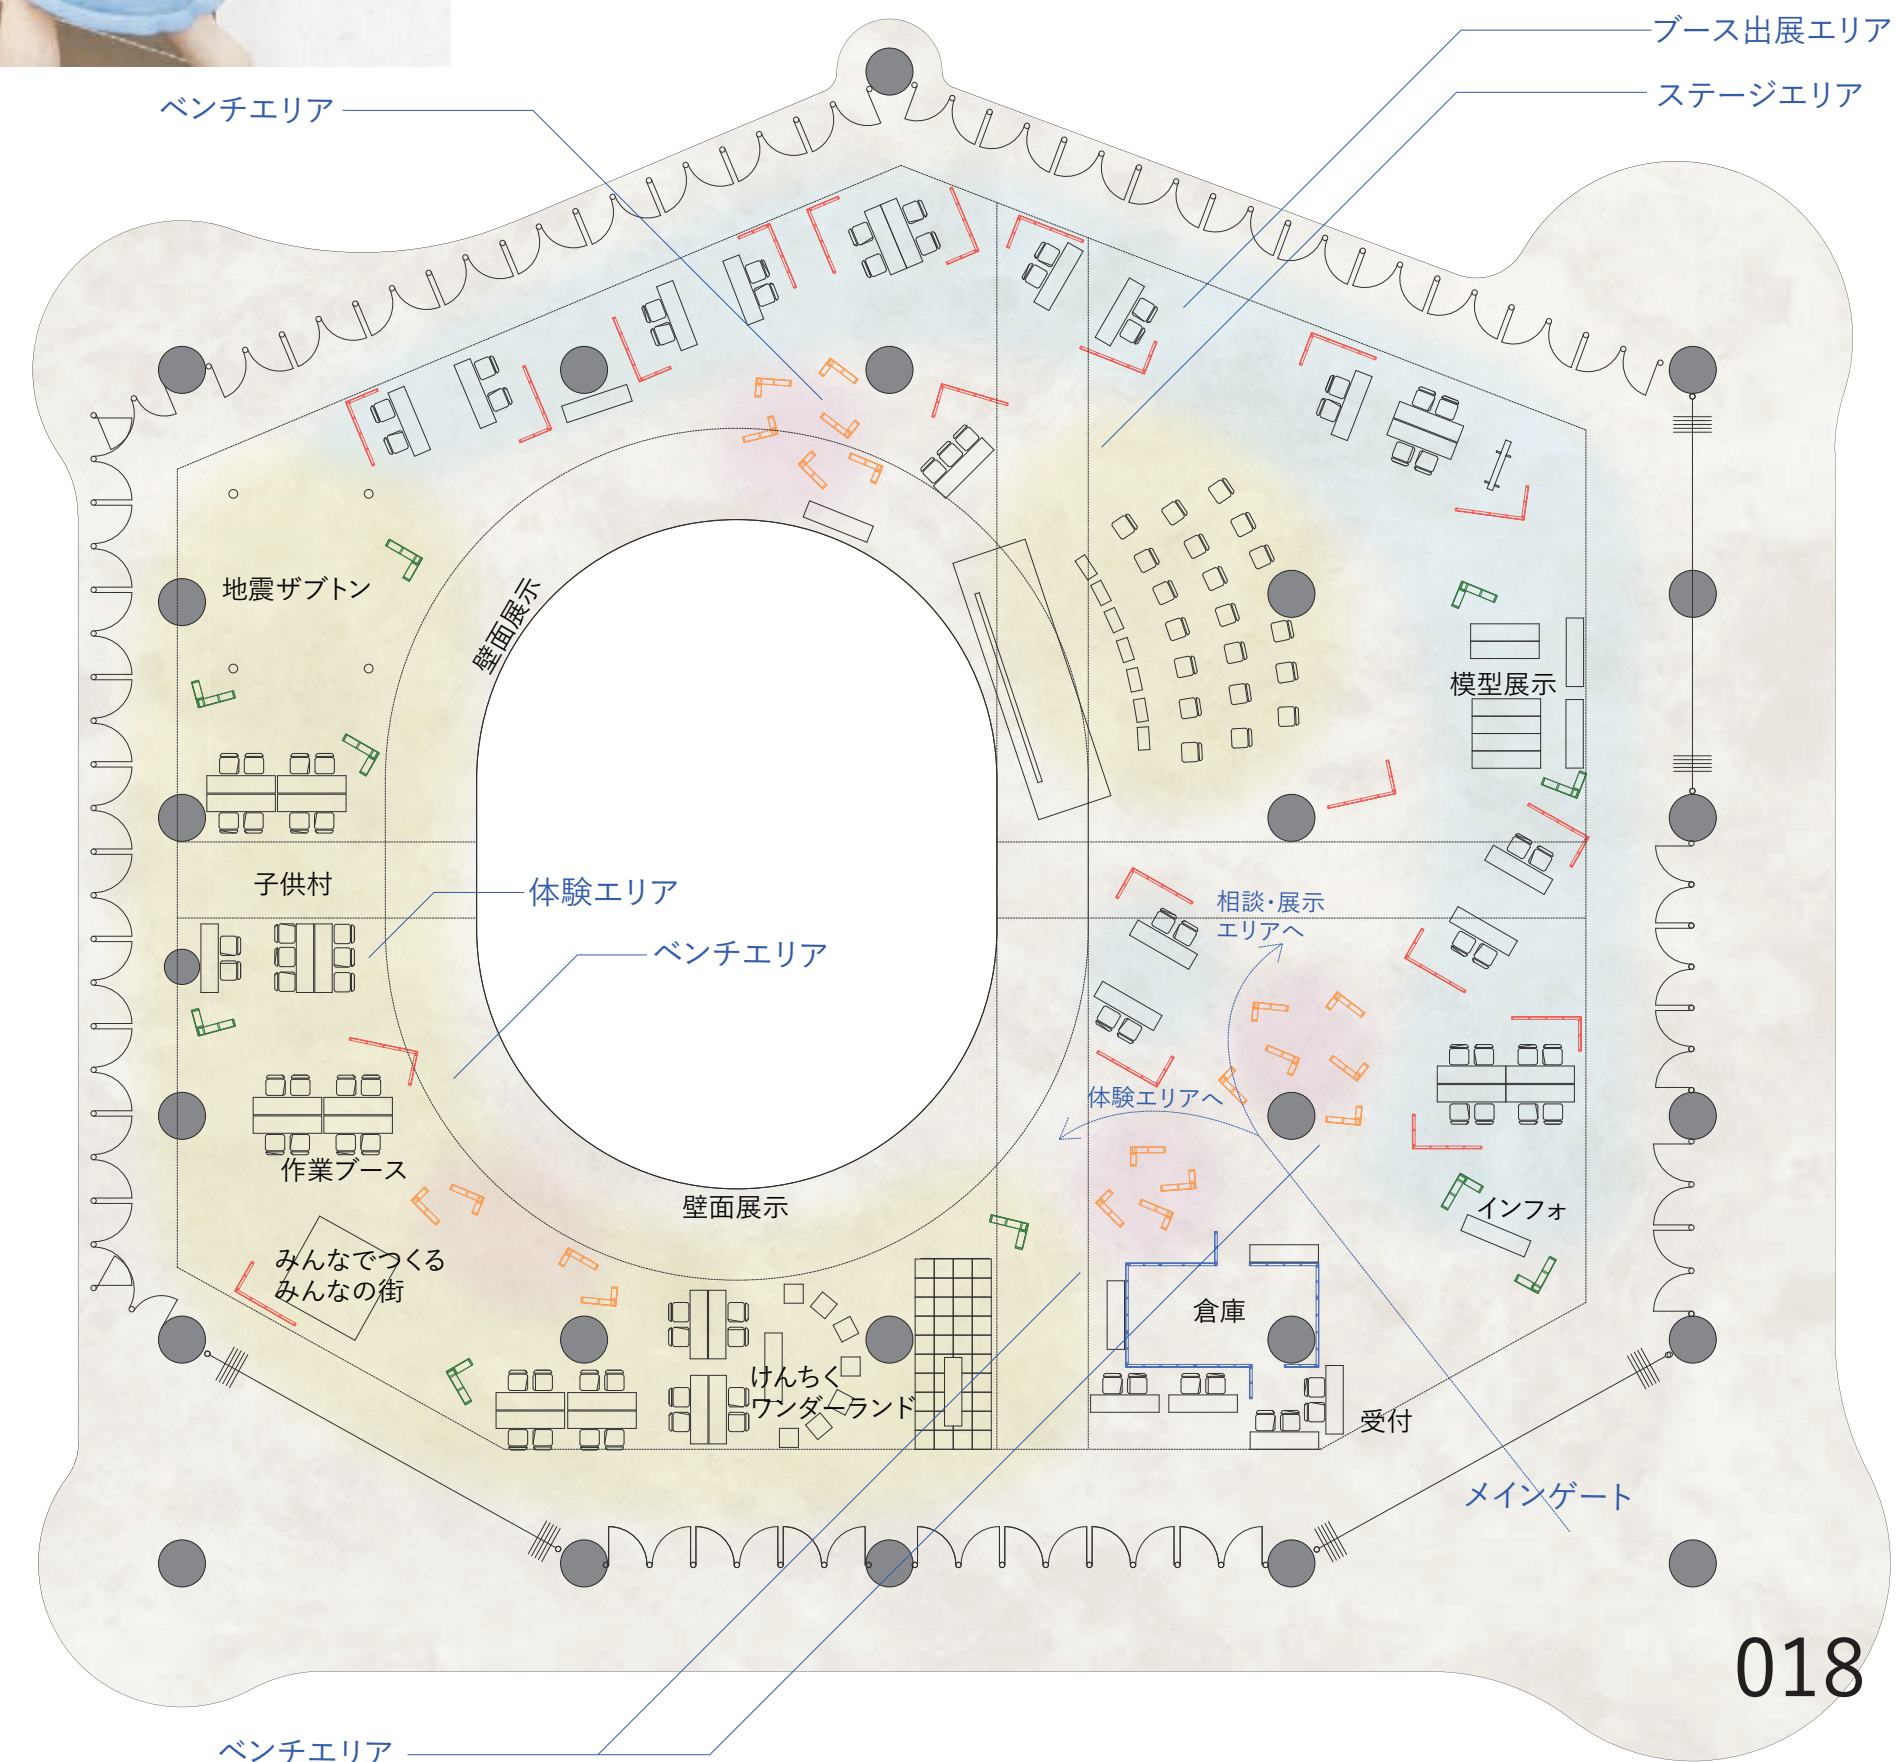 ブース出展エリア
ステージエリア
ベンチエリア
地震ザブトン
壁面展示
模型展示
子供村
体験エリア
相談・展示
エリアへ
ベンチエリア
体験エリアへ
作業ブース
壁面展示
インフォ
みんなでつくる
みんなの街
倉庫
けんちく
ワンダーランド
受付
メインゲート
018
ベンチエリア